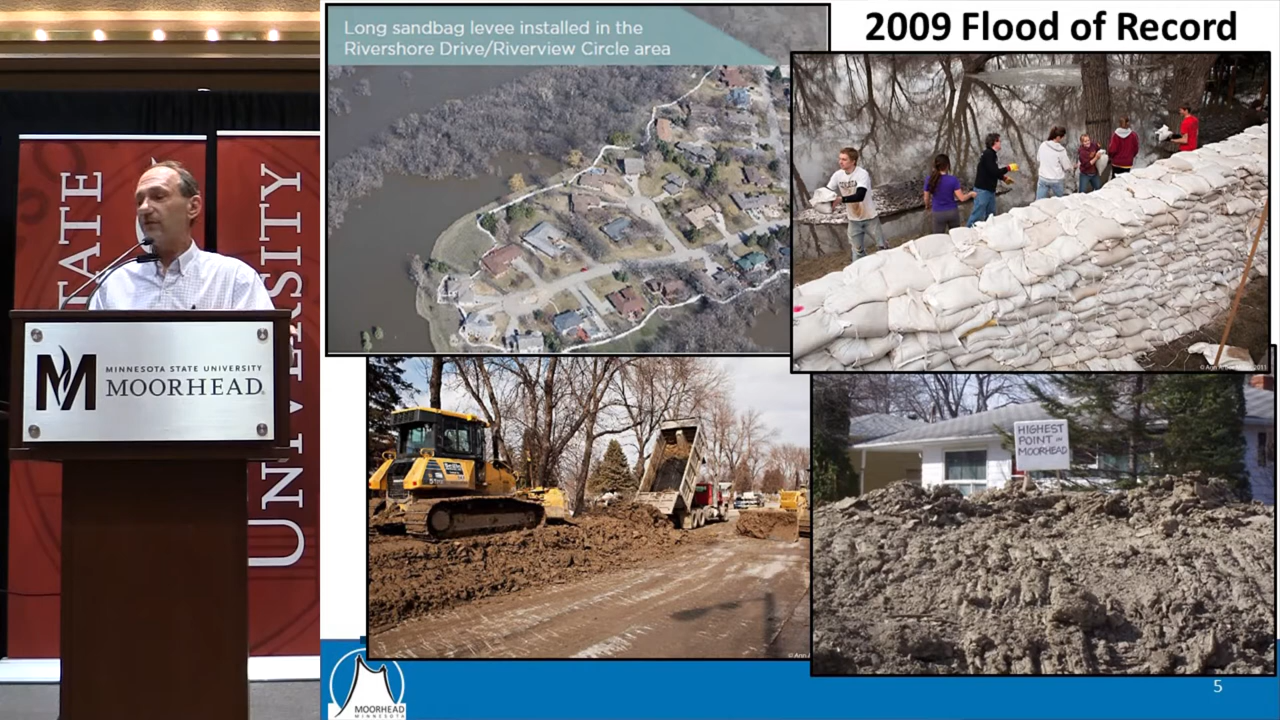 STATE
UNIVERSITY
MINNESOTA STATE UNIVERSITY
MOORHEAD
Long sandbag levee installed in the
Rivershore Drive/Riverview Circle area
2009 Flood of Record
HIGHEST
POINT IN
MOORHEAD
MOORHEAD
MINNESOTA
5